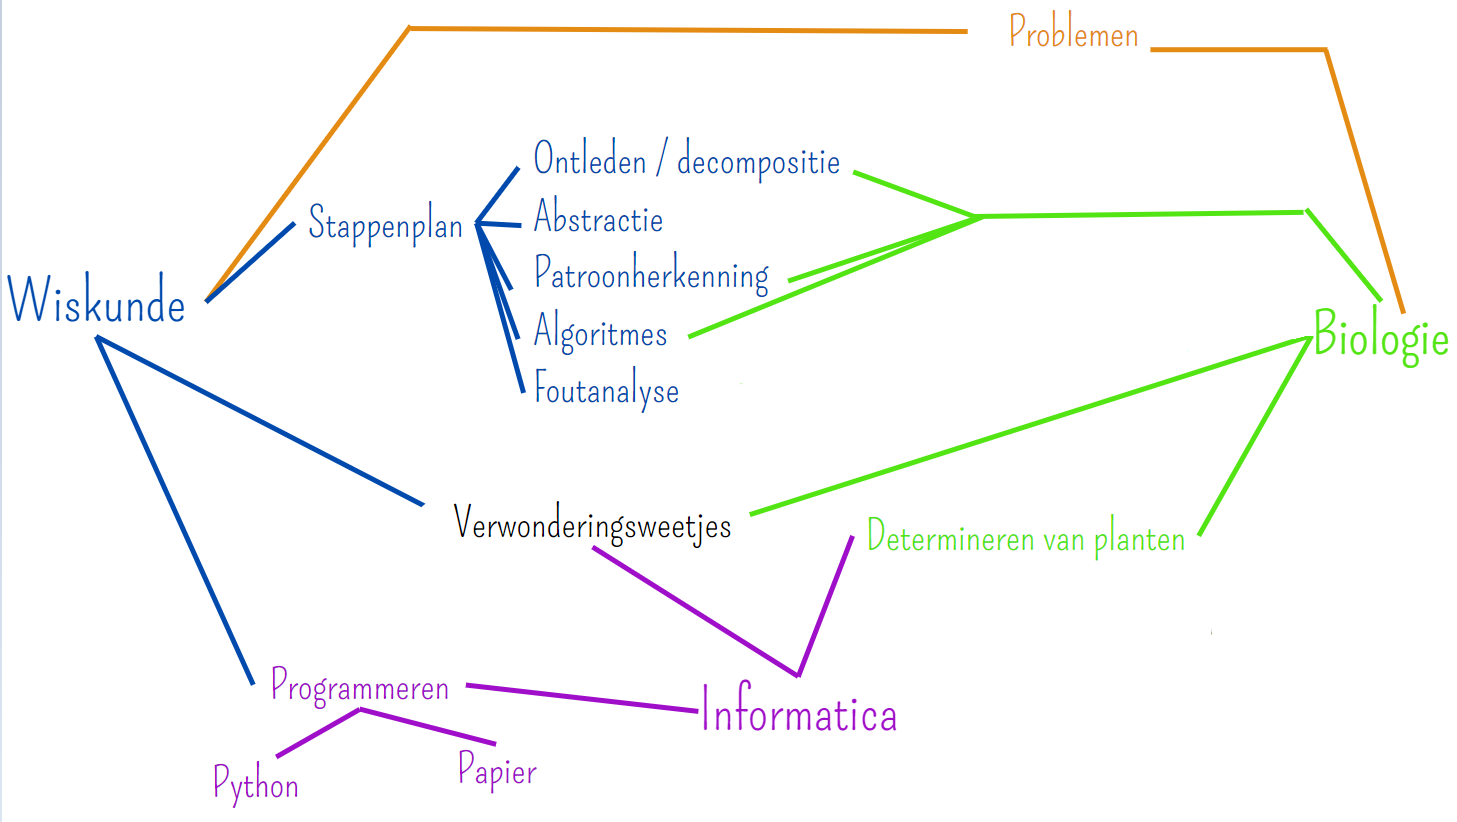 Problemen
Ontleden / decompositie
Stappenplan
Abstractie
Patroonherkenning
Wiskunde
Algoritmes
Biologie
Foutanalyse
Verwonderingsweetjes
Determineren van planten
Programmeren
Informatica
Python
Papier